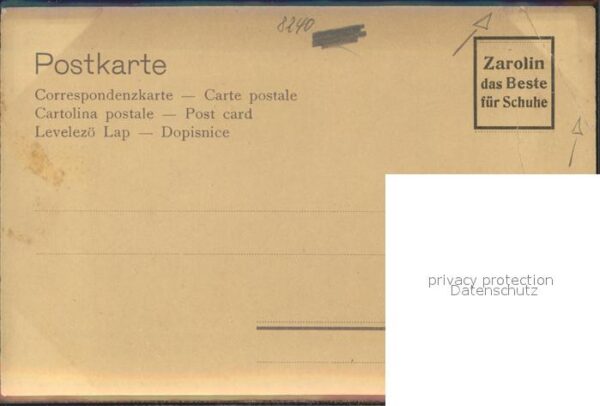 8240
Postkarte
Correspondenzkarte — Carte postale
Cartolina postale — Post card
Levelező Lap — Dopisnice
Zarolin
das Beste
für Schuhe
privacy protection
Datenschutz